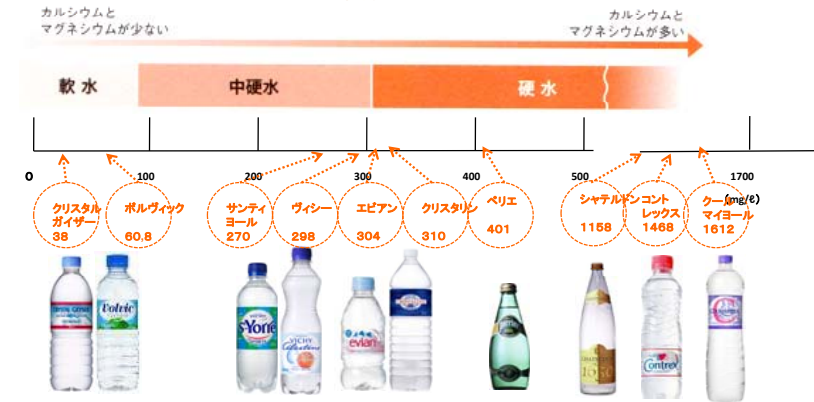 カルシウムと
マグネシウムが少ない
カルシウムと
マグネシウムが多い
軟水
中硬水
硬水
0
100
200
300
400
500
1700
(mg/ℓ)
クリスタル
ガイザー
38
ボルヴィック
60.8
サンティ
ヨール
270
ヴィシー
298
エビアン
304
クリスタリン
310
ペリエ
401
シャテルドン
1158
コント
レックス
1468
クール
マイヨール
1612
Volvic
s-Yorre
VICHY
Célestins
evian
Contrex